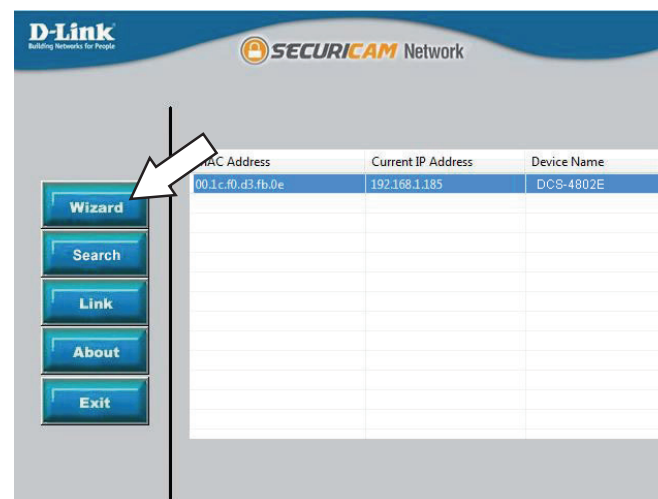 D-Link
Building Networks for People
SECURICAM Network
MAC Address Current IP Address Device Name
00.1c.f0.d3.fb.0e 192.168.1.185 DCS-4802E
Wizard
Search
Link
About
Exit